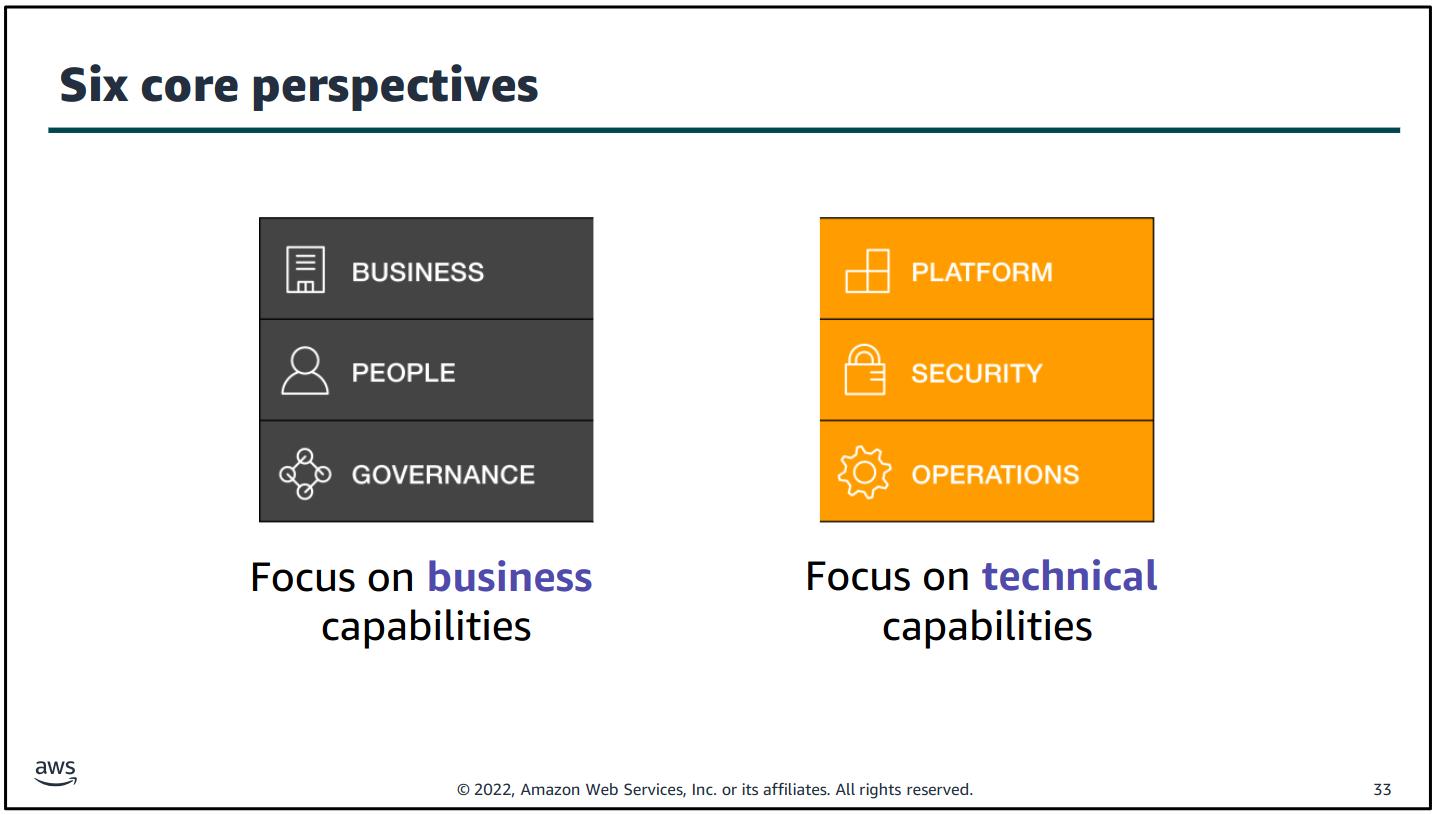 Six core perspectives
BUSINESS
PEOPLE
GOVERNANCE
Focus on business
capabilities
PLATFORM
SECURITY
OPERATIONS
Focus on technical
capabilities
aws
© 2022, Amazon Web Services, Inc. or its affiliates. All rights reserved.
33